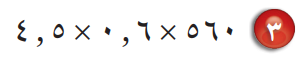 ٣ ٥٦٠ × ٠,٦ × ٤,٥